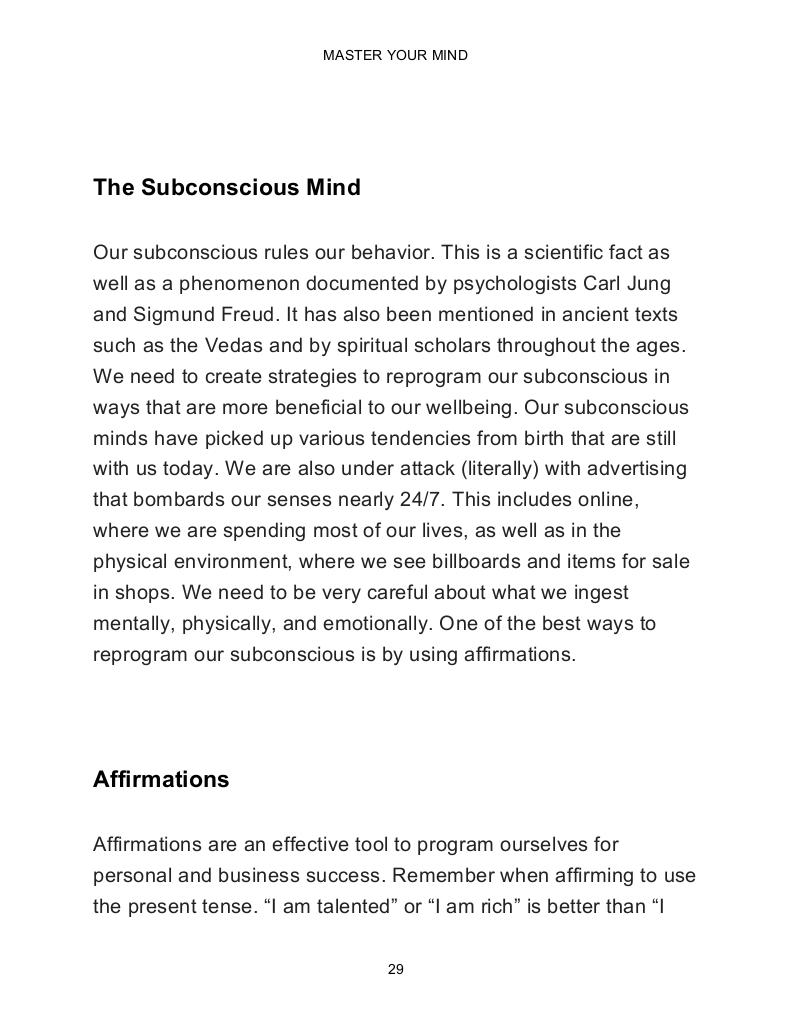 MASTER YOUR MIND
The Subconscious Mind
Our subconscious rules our behavior. This is a scientific fact as
well as a phenomenon documented by psychologists Carl Jung
and Sigmund Freud. It has also been mentioned in ancient texts
such as the Vedas and by spiritual scholars throughout the ages.
We need to create strategies to reprogram our subconscious in
ways that are more beneficial to our wellbeing. Our subconscious
minds have picked up various tendencies from birth that are still
with us today. We are also under attack (literally) with advertising
that bombards our senses nearly 24/7. This includes online,
where we are spending most of our lives, as well as in the
physical environment, where we see billboards and items for sale
in shops. We need to be very careful about what we ingest
mentally, physically, and emotionally. One of the best ways to
reprogram our subconscious is by using affirmations.
Affirmations
Affirmations are an effective tool to program ourselves for
personal and business success. Remember when affirming to use
the present tense. “I am talented” or “I am rich” is better than “I
29